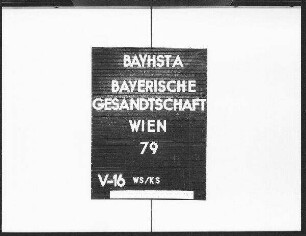 BAYHSTA
BAYERISCHE
GESANDTSCHAFT
WIEN
79
V-16 WS/KS